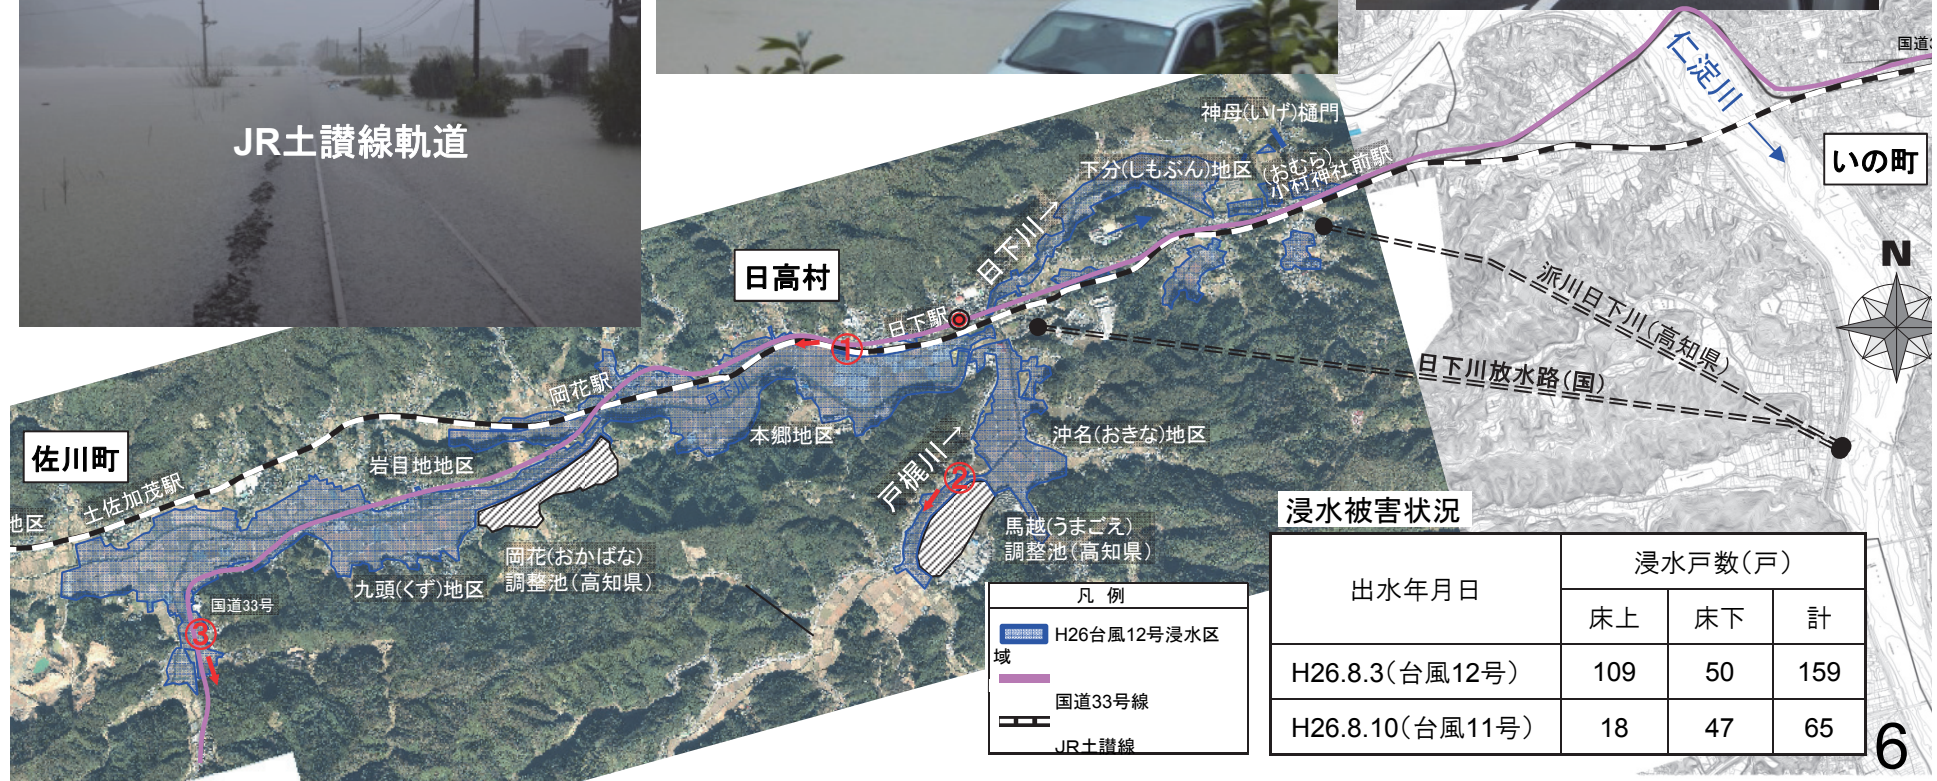 JR土讃線軌道
国道3
仁淀川
いの町
神母(いげ)樋門
下分(しもぶん)地区
(おむら)
小村神社前駅
日下川→
日高村
N
派川日下川(高知県)
日下川放水路(国)
日下駅
①
岡花駅
日下川
本郷地区
沖名(おきな)地区
戸梶川→
②
佐川町
岩目地地区
土佐加茂駅
地区
馬越(うまごえ)
調整池(高知県)
岡花(おかばな)
調整池(高知県)
九頭(くず)地区
国道33号
③
凡 例
H26台風12号浸水区
域
国道33号線
JR土讃線
浸水被害状況
出水年月日 浸水戸数(戸)
床上 床下 計
H26.8.3(台風12号) 109 50 159
H26.8.10(台風11号) 18 47 65
6